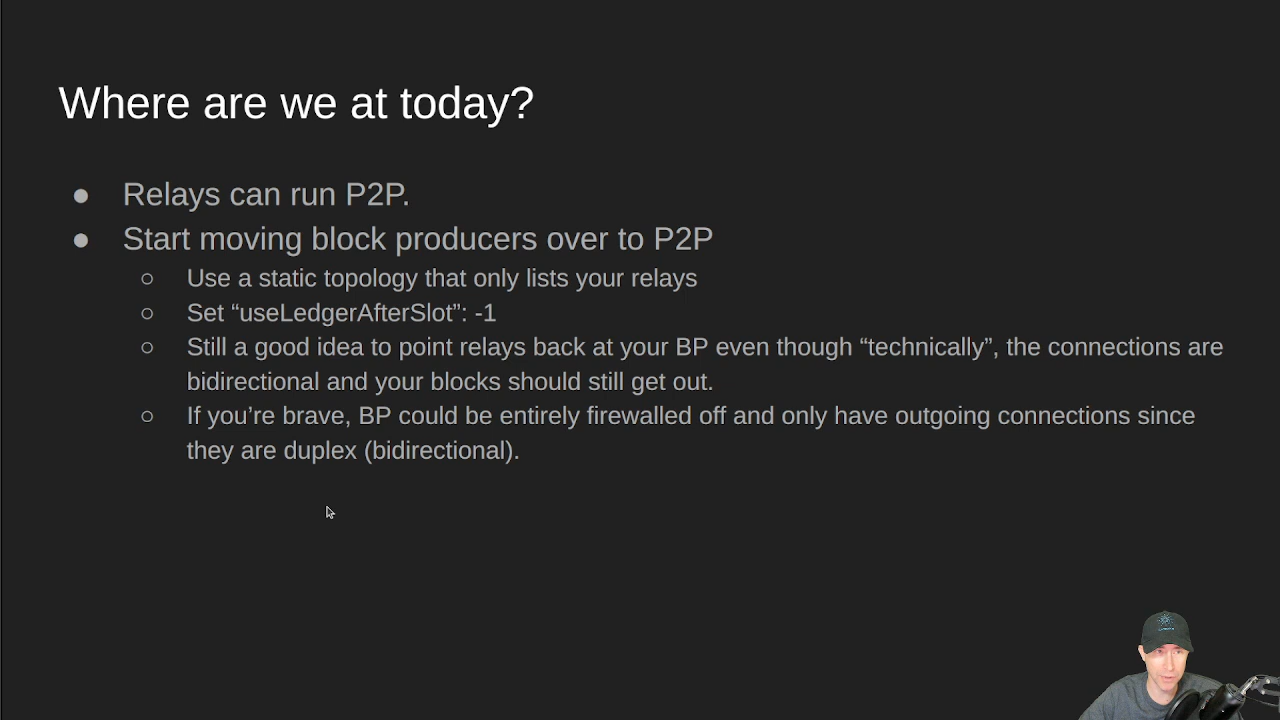 Where are we at today?
● Relays can run P2P.
● Start moving block producers over to P2P
○ Use a static topology that only lists your relays
○ Set “useLedgerAfterSlot”: -1
○ Still a good idea to point relays back at your BP even though “technically”, the connections are
bidirectional and your blocks should still get out.
○ If you’re brave, BP could be entirely firewalled off and only have outgoing connections since
they are duplex (bidirectional).